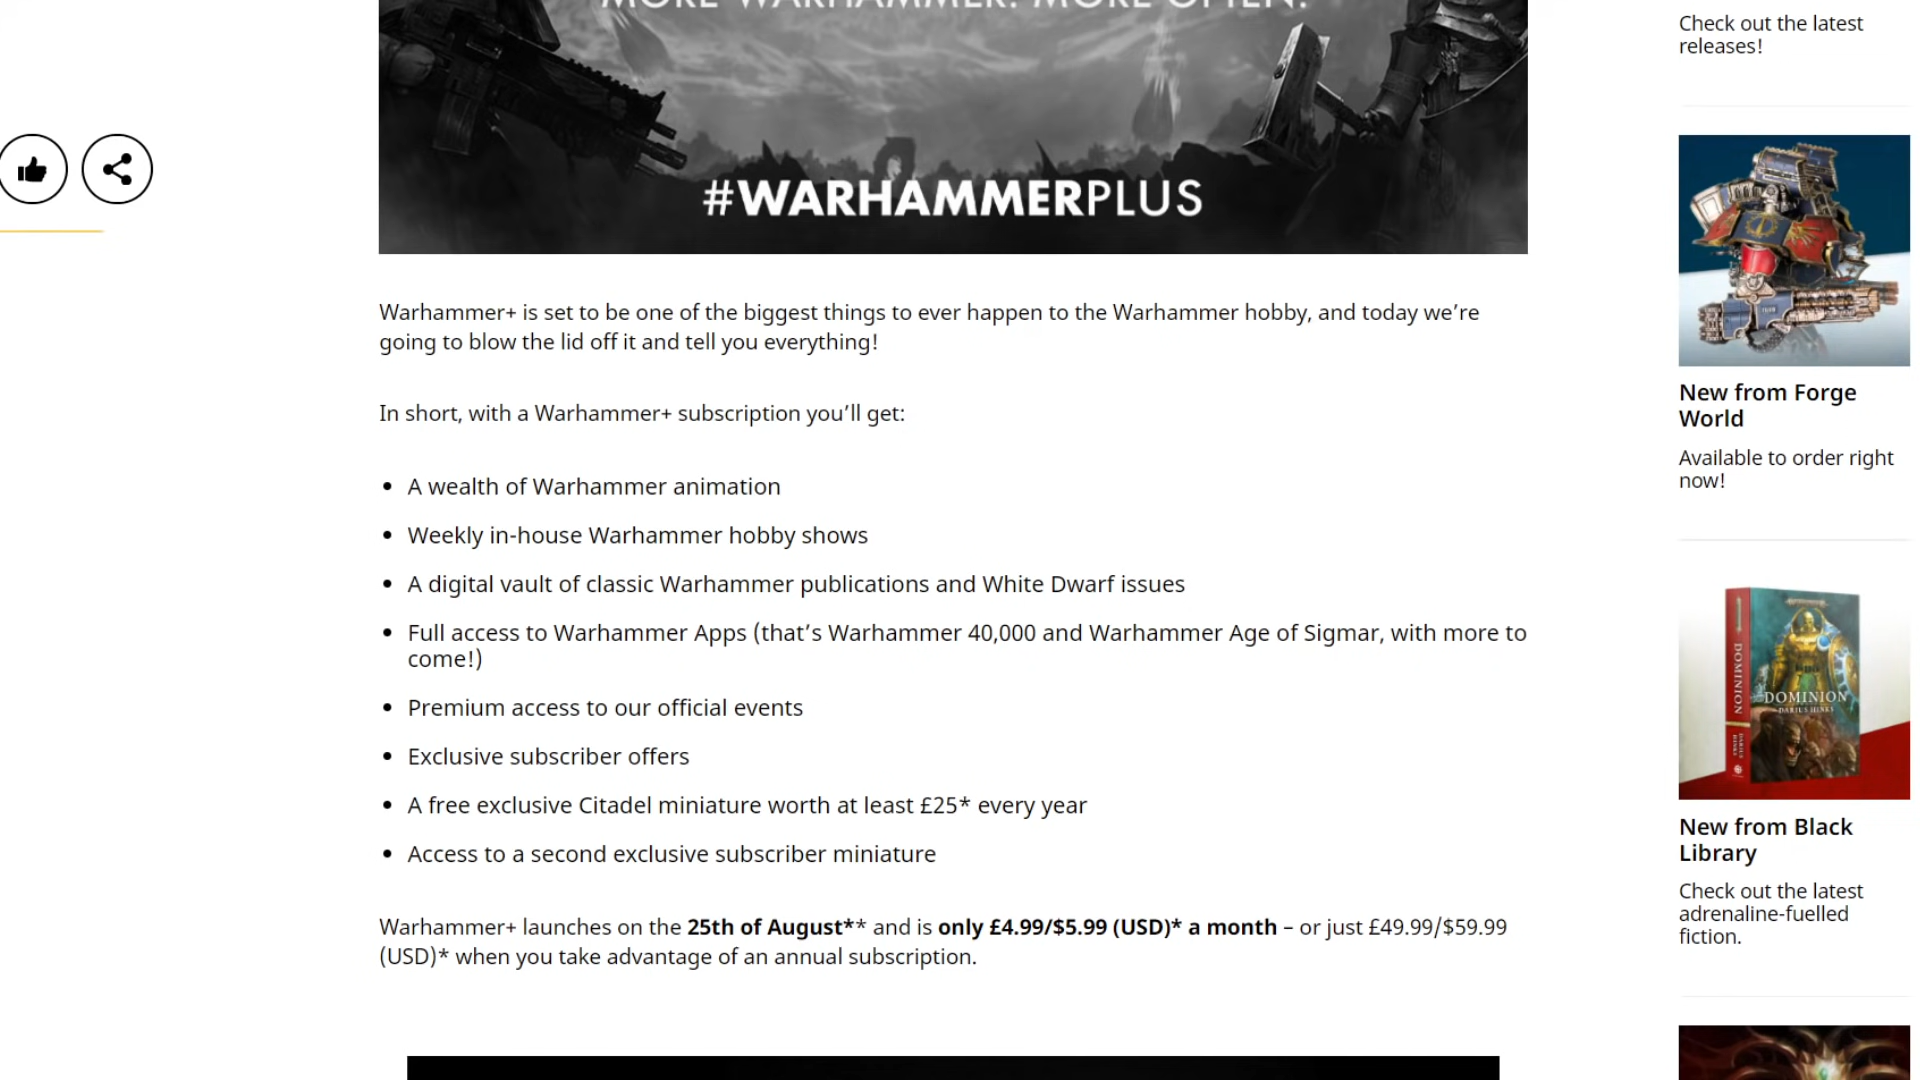 MORE WARHAMMER. MORE OFTEN.
#WARHAMMERPLUS
Warhammer+ is set to be one of the biggest things to ever happen to the Warhammer hobby, and today we’re
going to blow the lid off it and tell you everything!
In short, with a Warhammer+ subscription you’ll get:
• A wealth of Warhammer animation
• Weekly in-house Warhammer hobby shows
• A digital vault of classic Warhammer publications and White Dwarf issues
• Full access to Warhammer Apps (that’s Warhammer 40,000 and Warhammer Age of Sigmar, with more to
come!)
• Premium access to our official events
• Exclusive subscriber offers
• A free exclusive Citadel miniature worth at least £25* every year
• Access to a second exclusive subscriber miniature
Warhammer+ launches on the 25th of August** and is only £4.99/$5.99 (USD)* a month – or just £49.99/$59.99
(USD)* when you take advantage of an annual subscription.
Check out the latest
releases!
New from Forge
World
Available to order right
now!
DOMINION
DOMINION
DARIUS HINKS
DARIUS
HINKS
New from Black
Library
Check out the latest
adrenaline-fuelled
fiction.